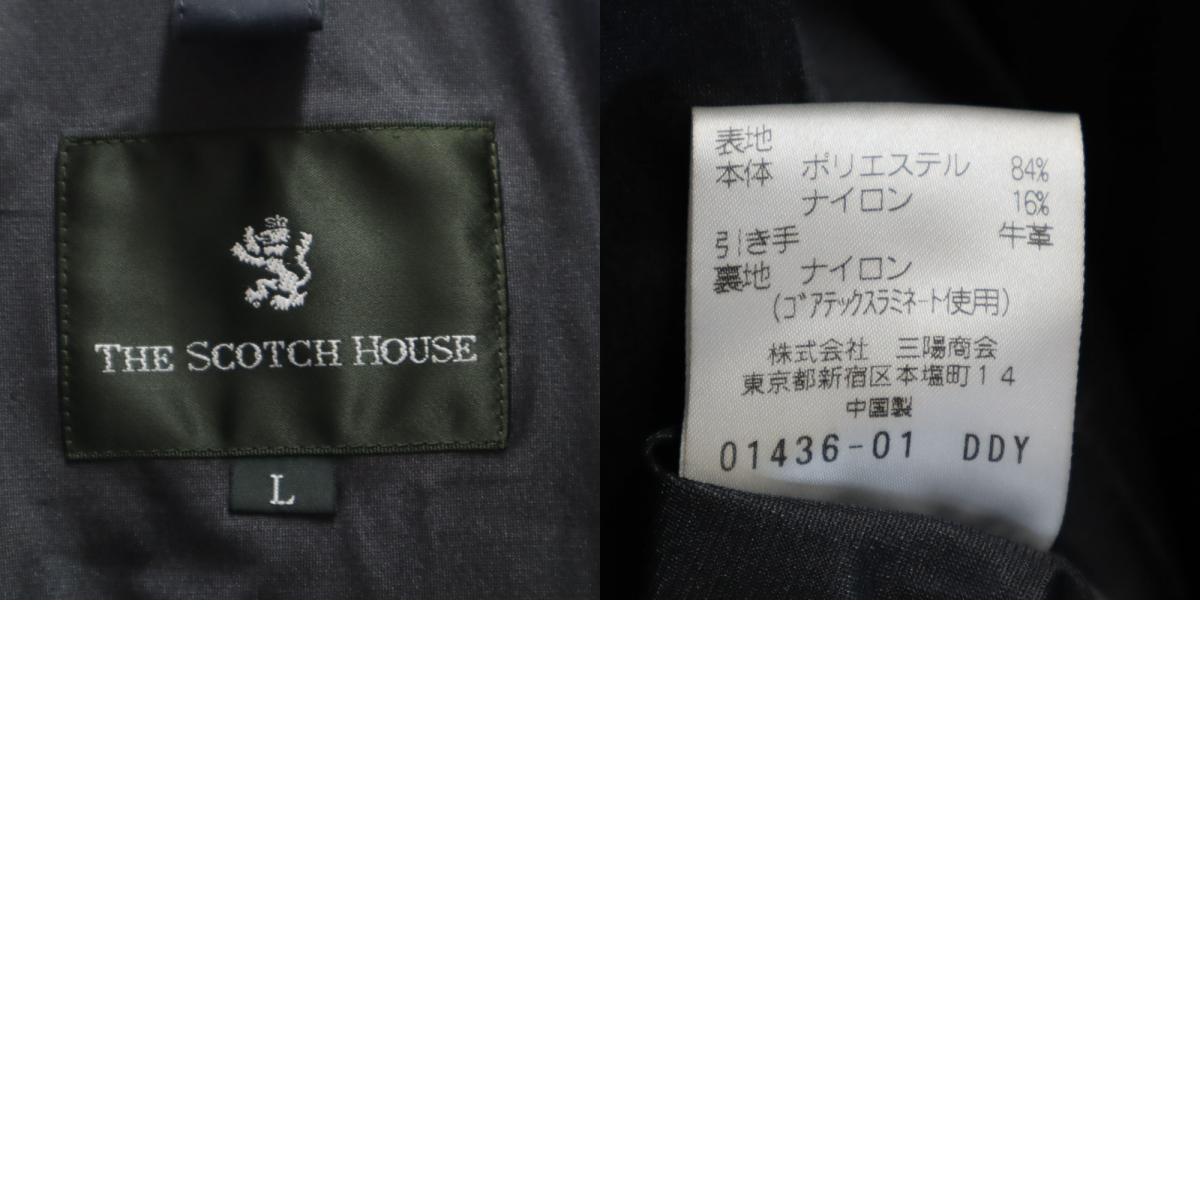 THE SCOTCH HOUSE
L
表地
本体 ポリエステル 84%
ナイロン 16%
引き手 牛革
裏地 ナイロン
(ゴアテックスラミネート使用)
株式会社 三陽商会
東京都新宿区本塩町14
中国製
01436-01 DDY